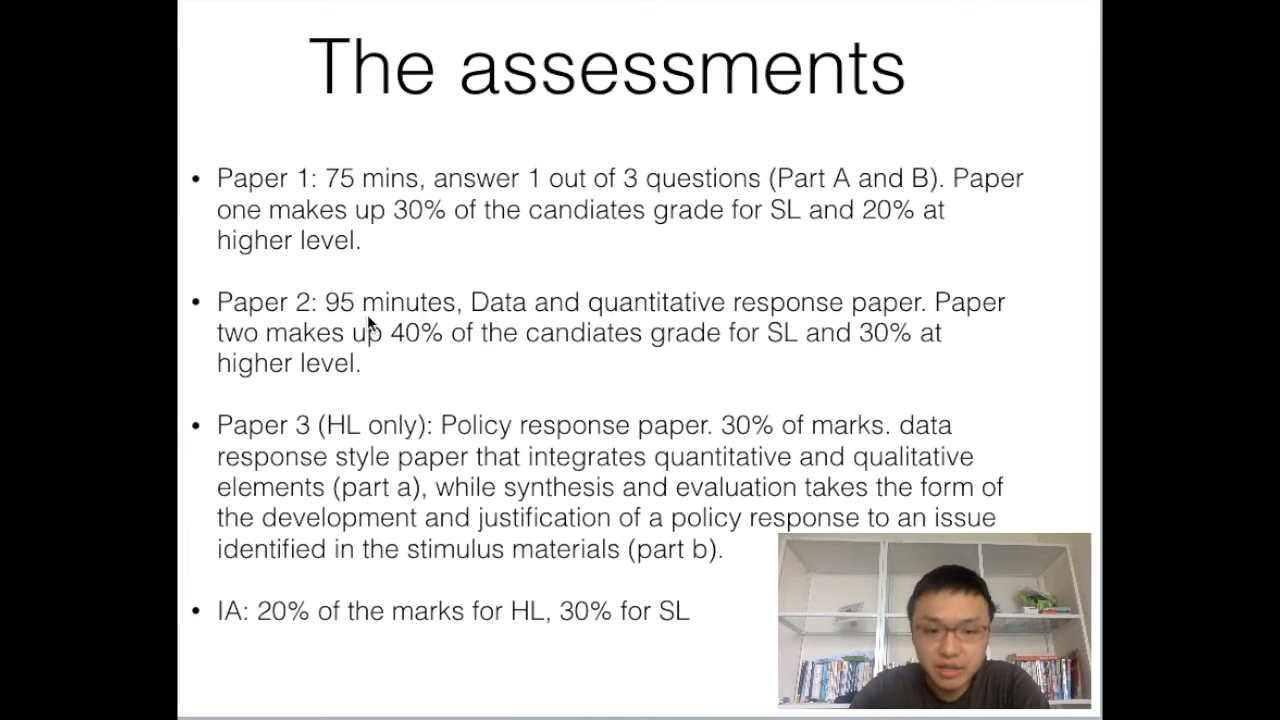 The assessments
• Paper 1: 75 mins, answer 1 out of 3 questions (Part A and B). Paper
one makes up 30% of the candiates grade for SL and 20% at
higher level.
• Paper 2: 95 minutes, Data and quantitative response paper. Paper
two makes up 40% of the candiates grade for SL and 30% at
higher level.
• Paper 3 (HL only): Policy response paper. 30% of marks. data
response style paper that integrates quantitative and qualitative
elements (part a), while synthesis and evaluation takes the form of
the development and justification of a policy response to an issue
identified in the stimulus materials (part b).
• IA: 20% of the marks for HL, 30% for SL